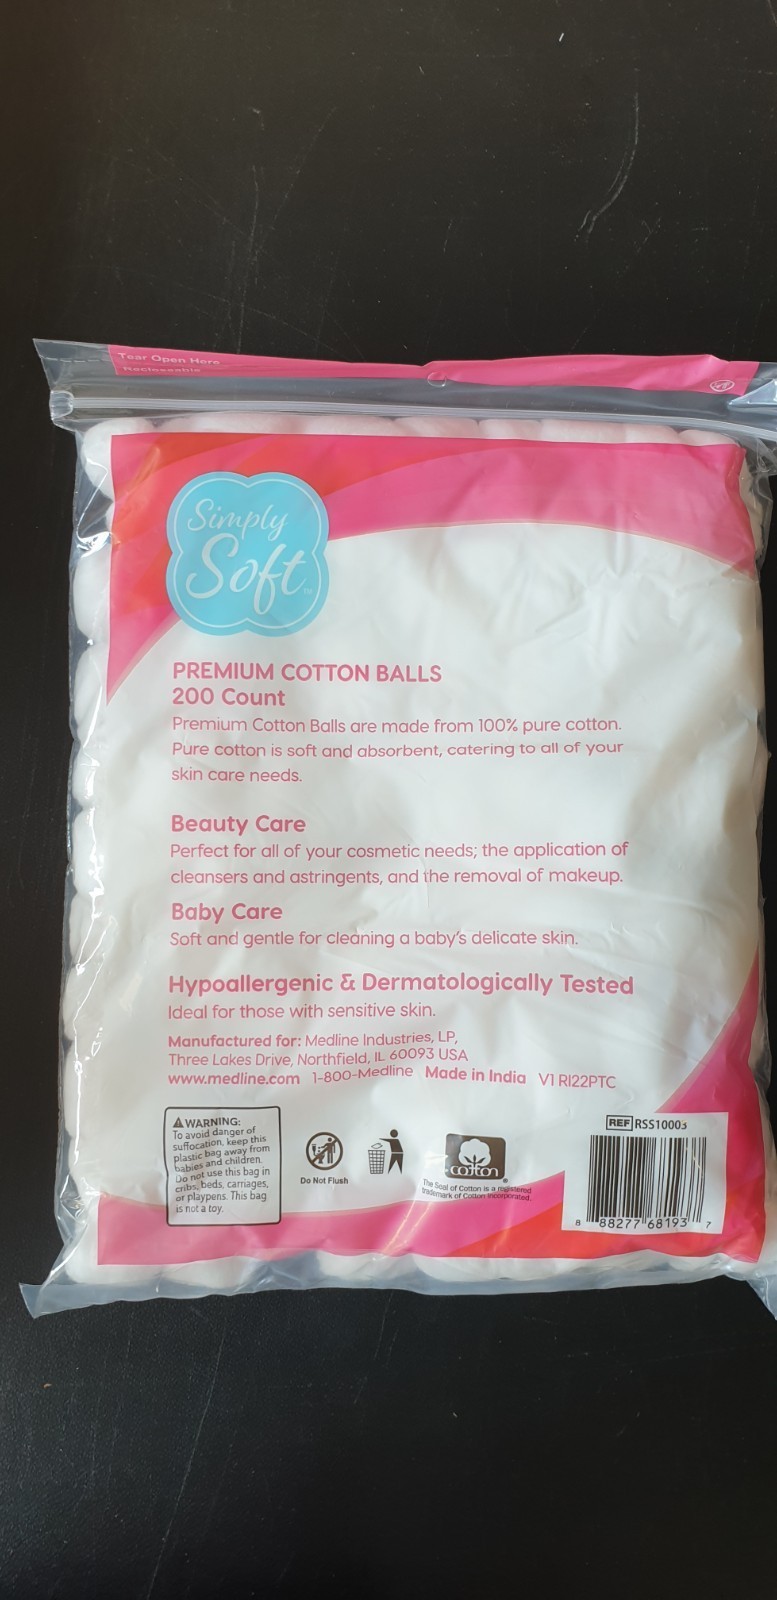 Tear Open Here
Recloseable
Simply
Soft™
PREMIUM COTTON BALLS
200 Count
Premium Cotton Balls are made from 100% pure cotton.
Pure cotton is soft and absorbent, catering to all of your
skin care needs.
Beauty Care
Perfect for all of your cosmetic needs; the application of
cleansers and astringents, and the removal of makeup.
Baby Care
Soft and gentle for cleaning a baby's delicate skin.
Hypoallergenic & Dermatologically Tested
Ideal for those with sensitive skin.
Manufactured for: Medline Industries, LP,
Three Lakes Drive, Northfield, IL 60093 USA
www.medline.com 1-800-Medline Made in India V1 RI22PTC
WARNING:
To avoid danger of
suffocation, keep this
plastic bag away from
babies and children.
Do not use this bag in
cribs, beds, carriages,
or playpens. This bag
is not a toy.
Do Not Flush
cotton®
The Seal of Cotton is a registered
trademark of Cotton Incorporated.
REF RSS10003
8 88277 68193 7